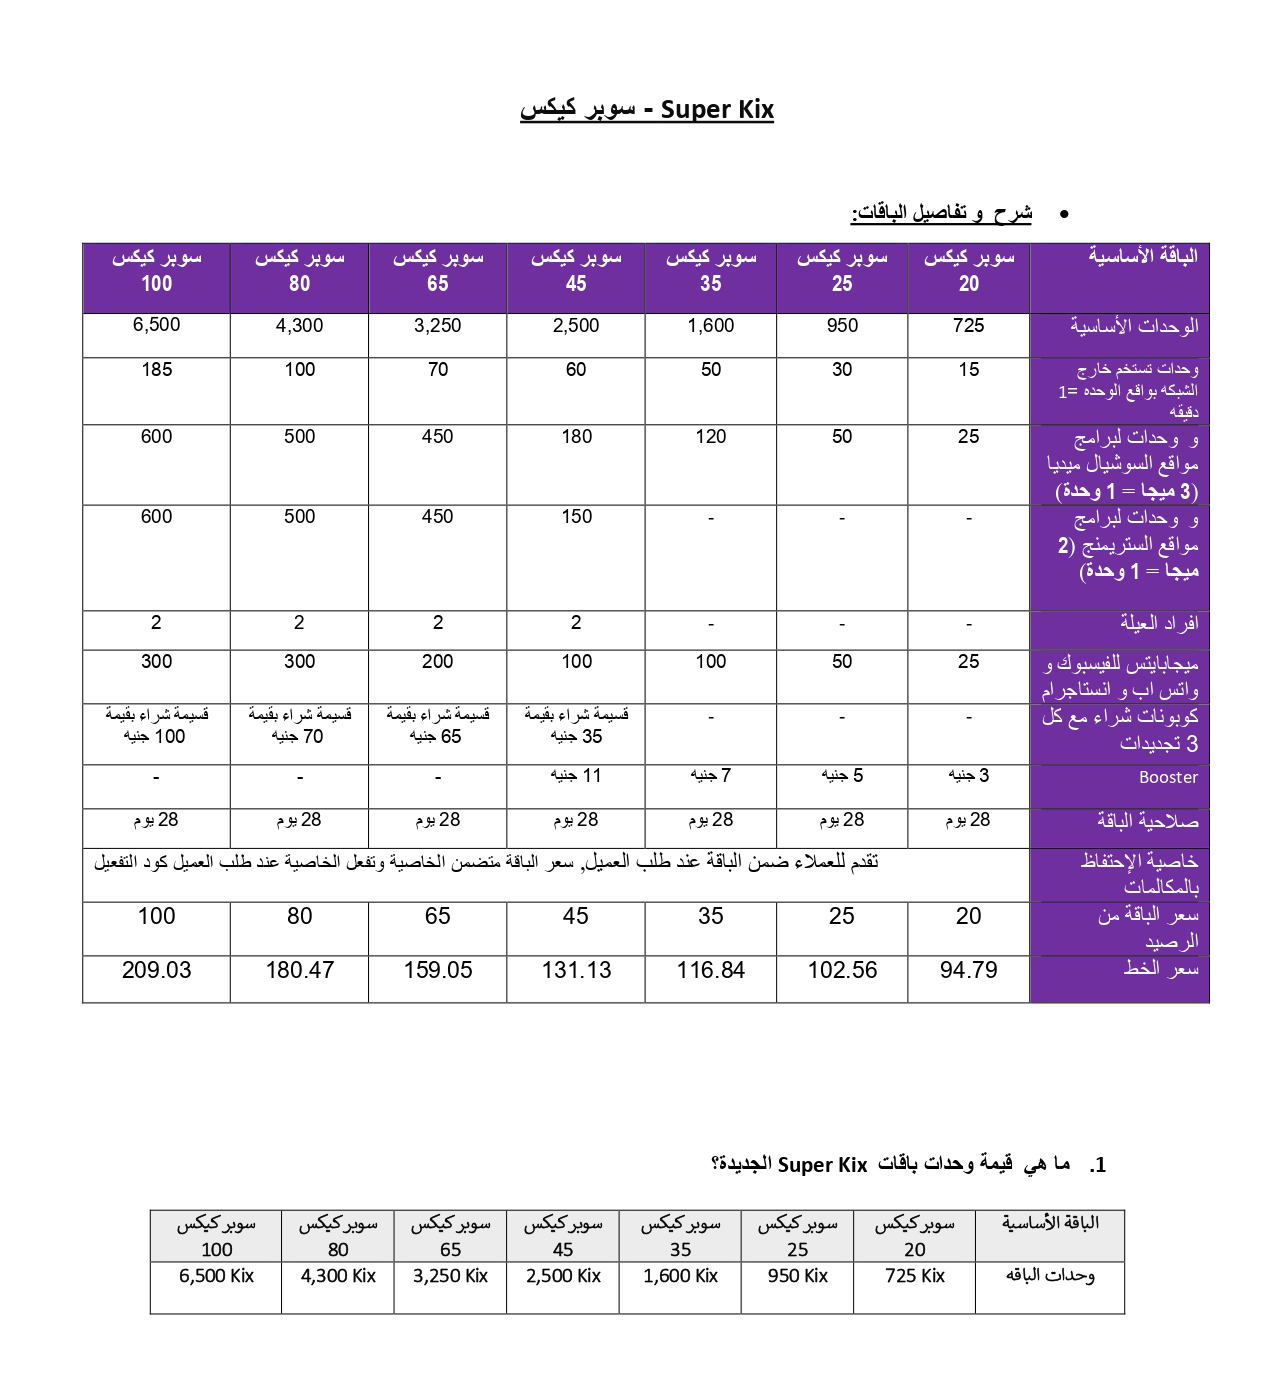 سوبر كيكس - Super Kix
• شرح و تفاصيل الباقات:
الباقة الأساسية سوبر كيكس 20 سوبر كيكس 25 سوبر كيكس 35 سوبر كيكس 45 سوبر كيكس 65 سوبر كيكس 80 سوبر كيكس 100
الوحدات الأساسية 725 950 1,600 2,500 3,250 4,300 6,500
وحدات تستخم خارج
الشبكه بواقع الوحده =1
دقيقه
15 30 50 60 70 100 185
و وحدات لبرامج
مواقع السوشيال ميديا
(3 ميجا = 1 وحدة)
25 50 120 180 450 500 600
و وحدات لبرامج
مواقع الستريمنج (2
ميجا = 1 وحدة)
- - - 150 450 500 600
افراد العيلة - - - 2 2 2 2
ميجابايتس للفيسبوك و
واتس اب و انستاجرام
25 50 100 100 200 300 300
كوبونات شراء مع كل
3 تجديدات
- - - قسيمة شراء بقيمة 35 جنيه قسيمة شراء بقيمة 65 جنيه قسيمة شراء بقيمة 70 جنيه قسيمة شراء بقيمة 100 جنيه
Booster 3 جنيه 5 جنيه 7 جنيه 11 جنيه - - -
صلاحية الباقة 28 يوم 28 يوم 28 يوم 28 يوم 28 يوم 28 يوم 28 يوم
خاصية الإحتفاظ
بالمكالمات
تقدم للعملاء ضمن الباقة عند طلب العميل, سعر الباقة متضمن الخاصية وتفعل الخاصية عند طلب العميل كود التفعيل
سعر الباقة من
الرصيد
20 25 35 45 65 80 100
سعر الخط 94.79 102.56 116.84 131.13 159.05 180.47 209.03
1. ما هي قيمة وحدات باقات Super Kix الجديدة؟
الباقة الأساسية سوبر كيكس 20 سوبر كيكس 25 سوبر كيكس 35 سوبر كيكس 45 سوبر كيكس 65 سوبر كيكس 80 سوبر كيكس 100
وحدات الباقه 725 Kix 950 Kix 1,600 Kix 2,500 Kix 3,250 Kix 4,300 Kix 6,500 Kix